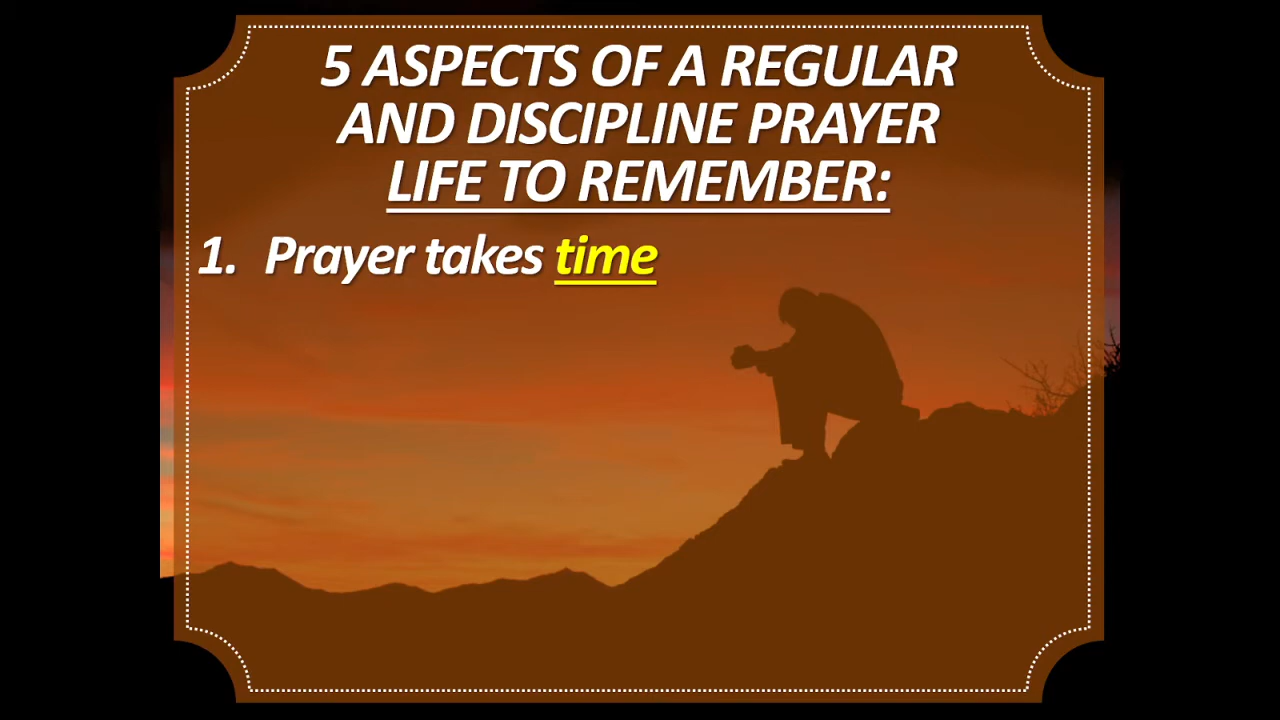 5 ASPECTS OF A REGULAR
AND DISCIPLINE PRAYER
LIFE TO REMEMBER:
1. Prayer takes time